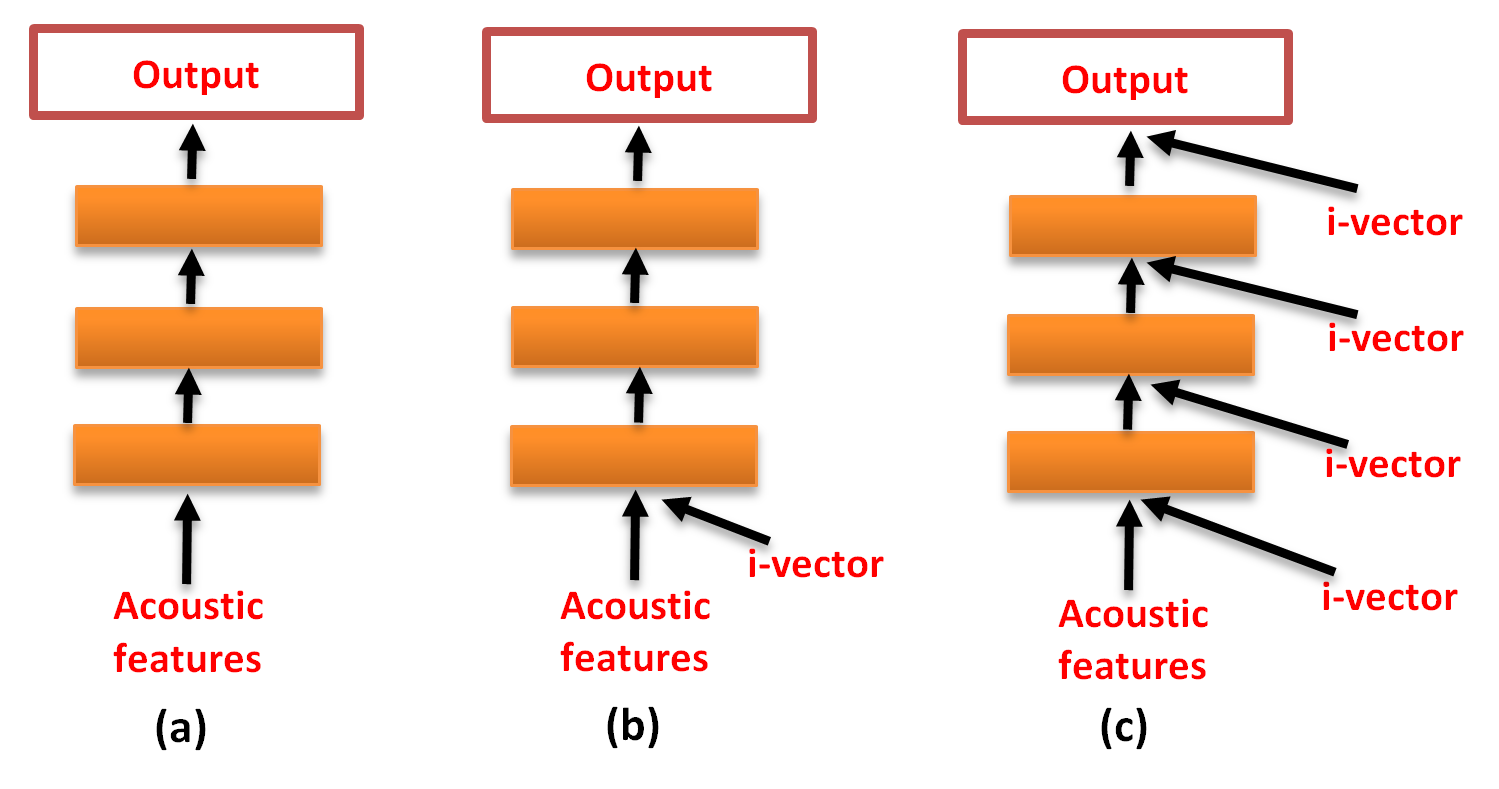 Output
Acoustic
features
(a)
Output
i-vector
Acoustic
features
(b)
Output
i-vector
i-vector
i-vector
i-vector
Acoustic
features
(c)